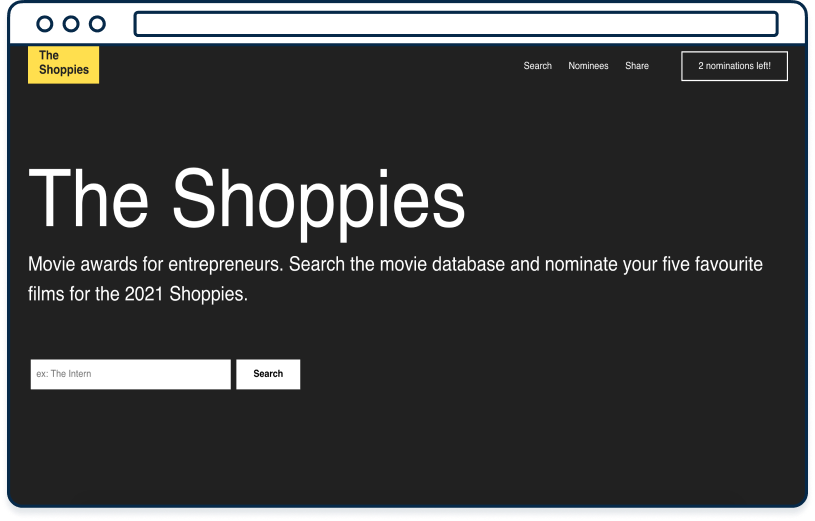 The
Shoppies
Search Nominees Share 2 nominations left!
The Shoppies
Movie awards for entrepreneurs. Search the movie database and nominate your five favourite
films for the 2021 Shoppies.
ex: The Intern Search